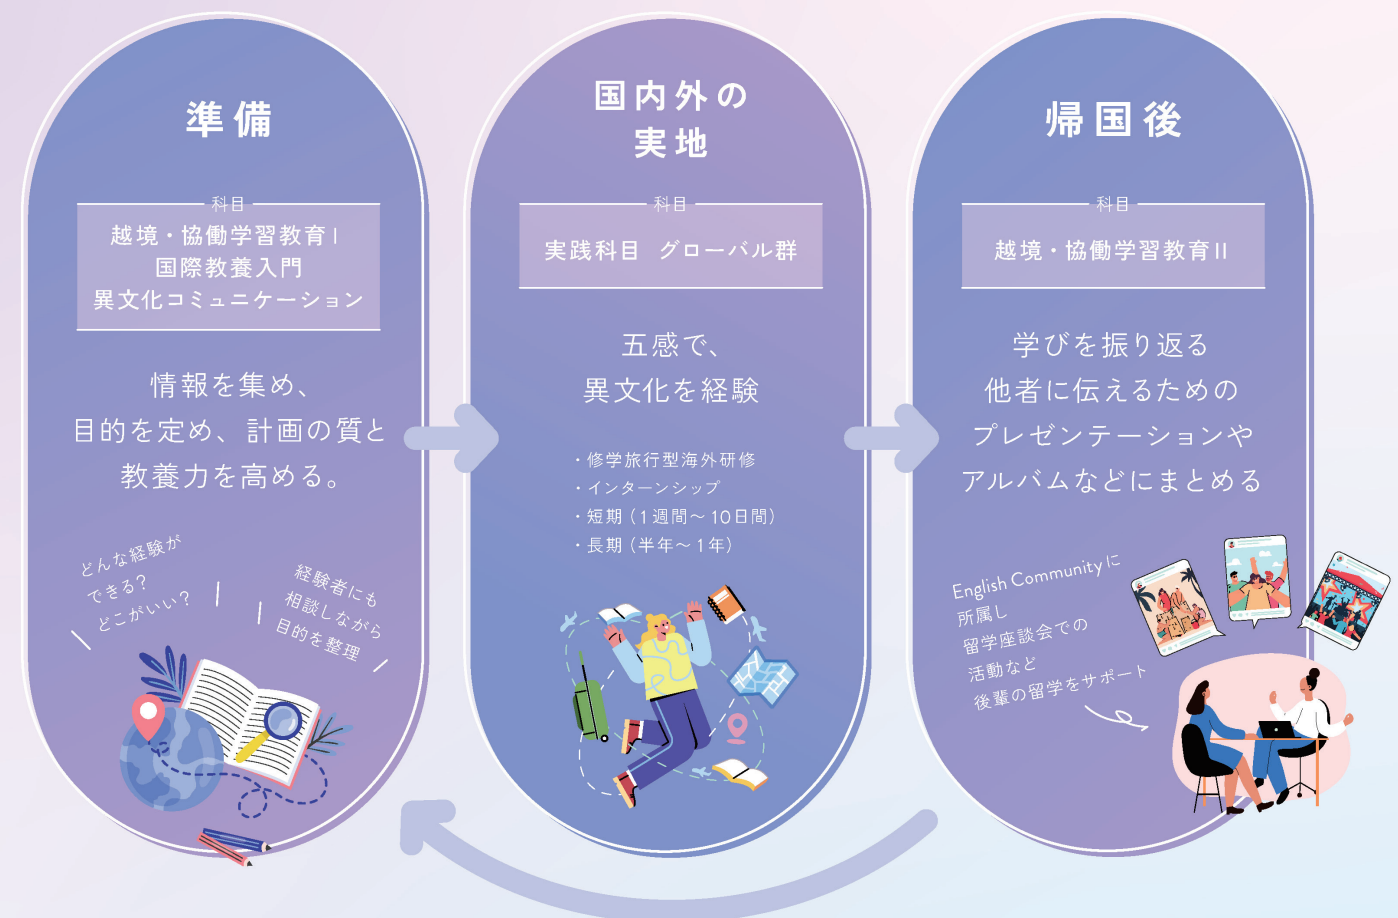 準備
科目
越境・協働学習教育I
国際教養入門
異文化コミュニケーション
情報を集め、
目的を定め、計画の質と
教養力を高める。
どんな経験が
できる?
どこがいい?
経験者にも
相談しながら
目的を整理
国内外の
実地
科目
実践科目 グローバル群
五感で、
異文化を経験
・修学旅行型海外研修
・インターンシップ
・短期(1週間〜10日間)
・長期(半年〜1年)
帰国後
科目
越境・協働学習教育II
学びを振り返る
他者に伝えるための
プレゼンテーションや
アルバムなどにまとめる
English Communityに
所属し
留学座談会での
活動など
後輩の留学をサポート